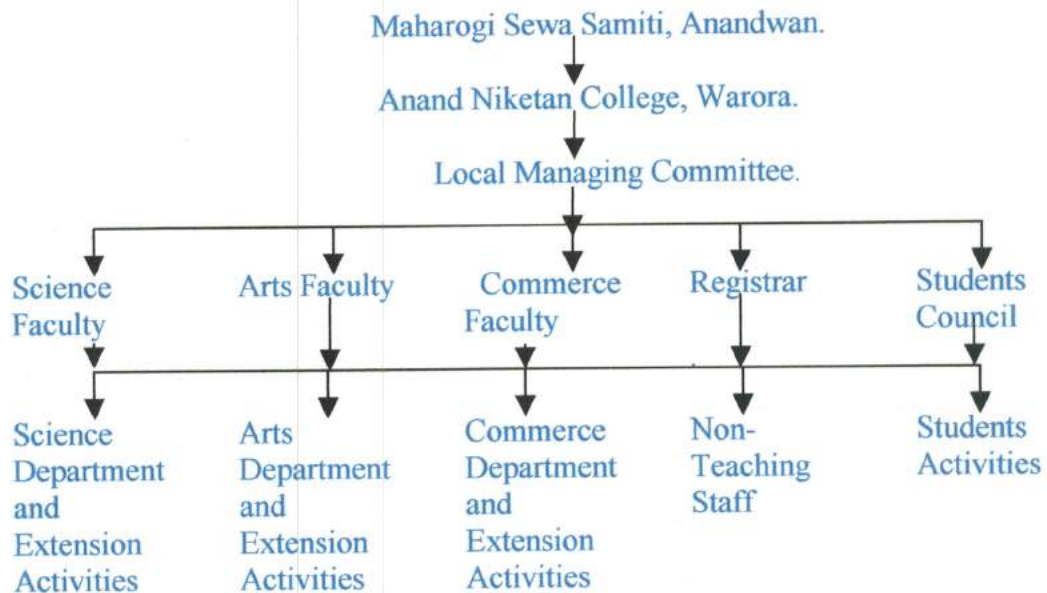 Maharogi Sewa Samiti, Anandwan.
Anand Niketan College, Warora.
Local Managing Committee.
Science
Faculty
Arts Faculty
Commerce
Faculty
Registrar
Students
Council
Science
Department
and
Extension
Activities
Arts
Department
and
Extension
Activities
Commerce
Department
and
Extension
Activities
Non-
Teaching
Staff
Students
Activities